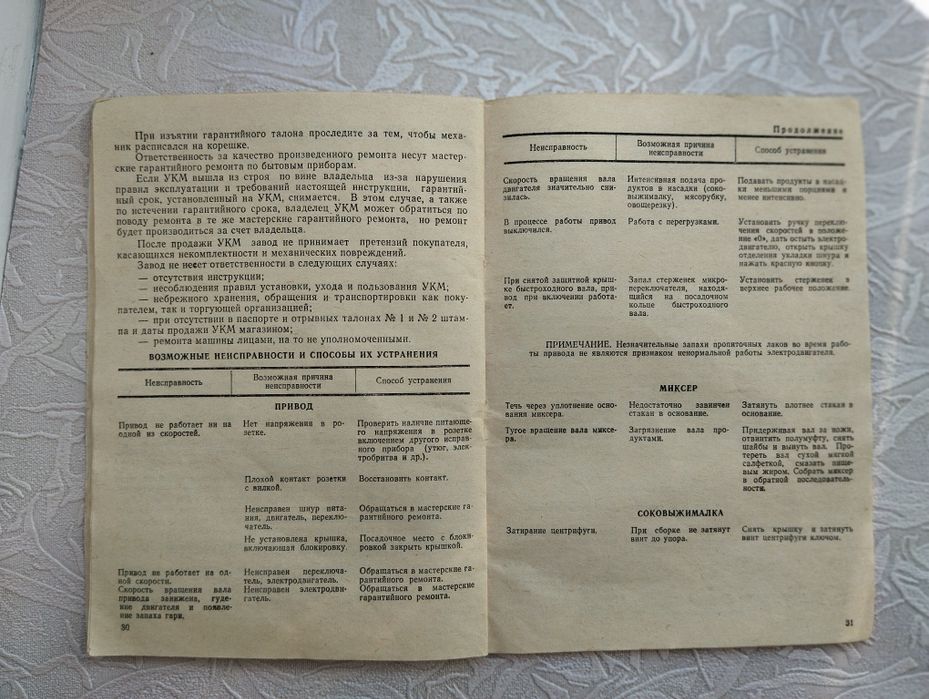 При изъятии гарантийного талона проследите за тем, чтобы меха-
ник расписался на корешке.
Ответственность за качество произведенного ремонта несут мастер-
ские гарантийного ремонта по бытовым приборам.
Если УКМ вышла из строя по вине владельца из-за нарушения
правил эксплуатации и требований настоящей инструкции, гарантий-
ный срок, установленный на УКМ, снимается. В этом случае, а также
по истечении гарантийного срока, владелец УКМ может обратиться по
поводу ремонта в те же мастерские гарантийного ремонта, но ремонт
будет производиться за счет владельца.
После продажи УКМ завод не принимает претензий покупателя,
касающихся некомплектности и механических повреждений.
Завод не несет ответственности в следующих случаях:
— отсутствия инструкции;
— несоблюдения правил установки, ухода и пользования УКМ;
— небрежного хранения, обращения и транспортировки как поку-
пателем, так и торгующей организацией;
— при отсутствии в паспорте и отрывных талонах № 1 и № 2 штам-
па и даты продажи УКМ магазином;
— ремонта машины лицами, на то не уполномоченными.
ВОЗМОЖНЫЕ НЕИСПРАВНОСТИ И СПОСОБЫ ИХ УСТРАНЕНИЯ
Неисправность
Возможная причина
неисправности
Способ устранения
ПРИВОД
Привод не работает ни на
одной из скоростей.
Нет напряжения в ро-
зетке.
Проверить наличие питающе-
го напряжения в розетке
включением другого исправ-
ного прибора (утюг, элек-
тробритва и др.).
Плохой контакт розетки
с вилкой.
Восстановить контакт.
Неисправен шнур пита-
ния, двигатель, переклю-
чатель.
Обращаться в мастерские га-
рантийного ремонта.
Не установлена крышка,
включающая блокировку.
Посадочное место с блоки-
ровкой закрыть крышкой.
Привод не работает на од-
ной скорости.
Неисправен переключа-
тель, электродвигатель.
Обращаться в мастерские га-
рантийного ремонта.
Скорость вращения вала
привода занижена, гуде-
ние двигателя и появле-
ние запаха гари.
Неисправен электродви-
гатель.
Обращаться в мастерские
гарантийного ремонта.
30
Продолжение
Неисправность
Возможная причина
неисправности
Способ устранения
Скорость вращения вала
двигателя значительно сни-
зилась.
Интенсивная подача про-
дуктов в насадки (соко-
выжималку, мясорубку,
овощерезку).
Подавать продукты в насад-
ки меньшими порциями и
менее интенсивно.
В процессе работы привод
выключился.
Работа с перегрузками.
Установить ручку переключе-
ния скоростей в положе-
ние «0», дать остыть электро-
двигателю, открыть крышку
отделения укладки шнура и
нажать красную кнопку.
При снятой защитной крыш-
ке быстроходного вала, при-
вод при включении работа-
ет.
Запал стержень микро-
переключателя, находя-
щийся на посадочном
кольце быстроходного
вала.
Установить стержень в
верхнее рабочее положение.
ПРИМЕЧАНИЕ. Незначительные запахи пропиточных лаков во время рабо-
ты привода не являются признаком ненормальной работы электродвигателя.
МИКСЕР
Течь через уплотнение осно-
вания миксера.
Недостаточно завинчен
стакан в основание.
Затянуть плотнее стакан в
основание.
Тугое вращение вала миксе-
ра.
Загрязнение вала про-
дуктами.
Придерживая вал за ножи,
отвинтить полумуфту, снять
шайбы и вынуть вал. Про-
тереть вал сухой мягкой
салфеткой, смазать пище-
вым жиром. Собрать миксер
в обратной последователь-
ности.
СОКОВЫЖИМАЛКА
Затирание центрифуги.
При сборке не затянут
винт до упора.
Снять крышку и затянуть
винт центрифуги ключом.
31